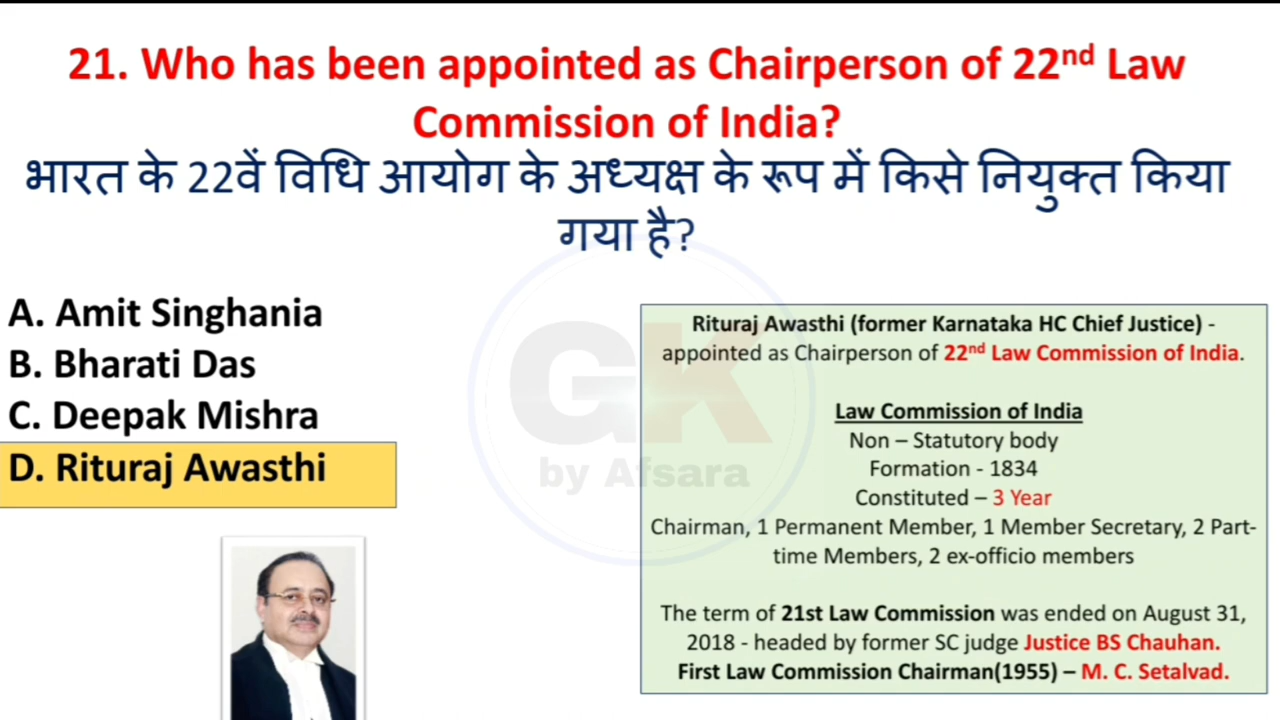 21. Who has been appointed as Chairperson of 22nd Law
Commission of India?
भारत के 22वें विधि आयोग के अध्यक्ष के रूप में किसे नियुक्त किया
गया है?
A. Amit Singhania
B. Bharati Das
C. Deepak Mishra
D. Rituraj Awasthi
Rituraj Awasthi (former Karnataka HC Chief Justice) -
appointed as Chairperson of 22nd Law Commission of India.
Law Commission of India
Non – Statutory body
Formation - 1834
Constituted – 3 Year
Chairman, 1 Permanent Member, 1 Member Secretary, 2 Part-
time Members, 2 ex-officio members
The term of 21st Law Commission was ended on August 31,
2018 - headed by former SC judge Justice BS Chauhan.
First Law Commission Chairman(1955) – M. C. Setalvad.
GK
by Afsara